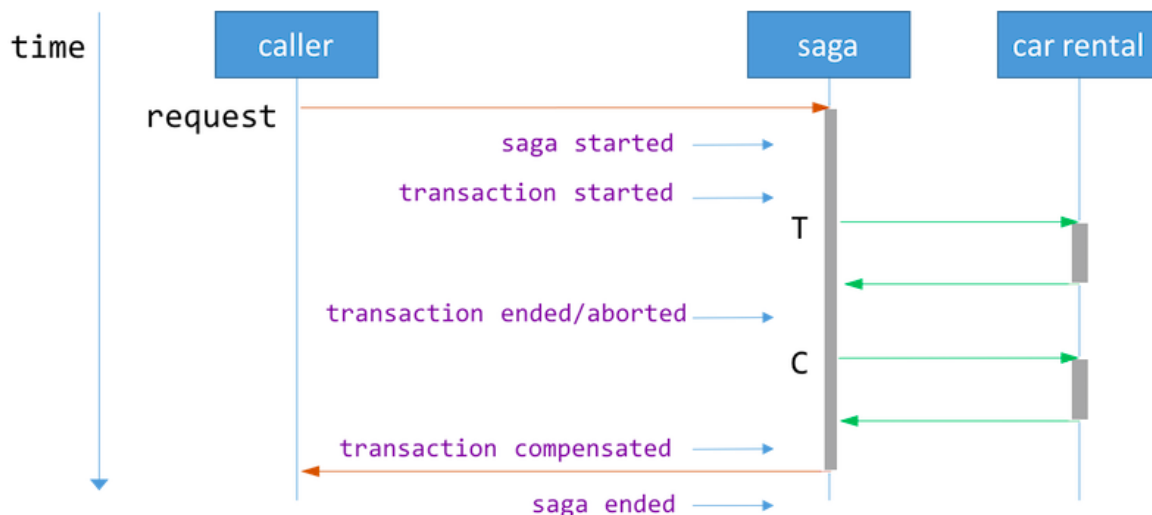 time
caller
saga
car rental
request
saga started
transaction started
T
transaction ended/aborted
C
transaction compensated
saga ended